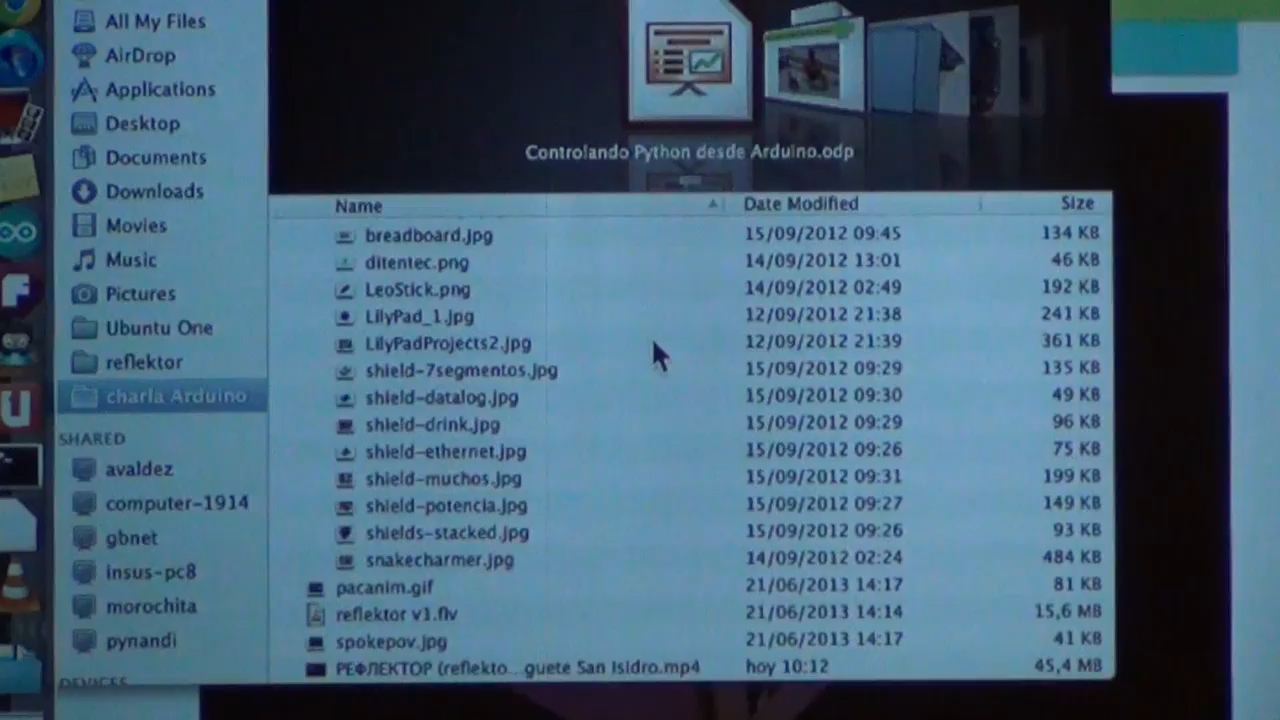 All My Files
AirDrop
Applications
Desktop
Documents
Downloads
Movies
Music
Pictures
Ubuntu One
reflektor
charla Arduino
SHARED
avaldez
computer-1914
gbnet
insus-pc8
morochita
pynandi
DEVICES
Controlando Python desde Arduino.odp
Name Date Modified Size
breadboard.jpg 15/09/2012 09:45 134 KB
ditentec.png 14/09/2012 13:01 46 KB
LeoStick.png 14/09/2012 02:49 192 KB
LilyPad_1.jpg 12/09/2012 21:38 241 KB
LilyPadProjects2.jpg 12/09/2012 21:39 361 KB
shield-7segmentos.jpg 15/09/2012 09:29 135 KB
shield-datalog.jpg 15/09/2012 09:30 49 KB
shield-drink.jpg 15/09/2012 09:29 96 KB
shield-ethernet.jpg 15/09/2012 09:26 75 KB
shield-muchos.jpg 15/09/2012 09:31 199 KB
shield-potencia.jpg 15/09/2012 09:27 149 KB
shields-stacked.jpg 15/09/2012 09:26 93 KB
snakecharmer.jpg 14/09/2012 02:24 484 KB
pacanim.gif 21/06/2013 14:17 81 KB
reflektor v1.flv 21/06/2013 14:14 15,6 MB
spokepov.jpg 21/06/2013 14:17 41 KB
РЕФЛЕКТОР (reflekto... guete San Isidro.mp4 hoy 10:12 45,4 MB